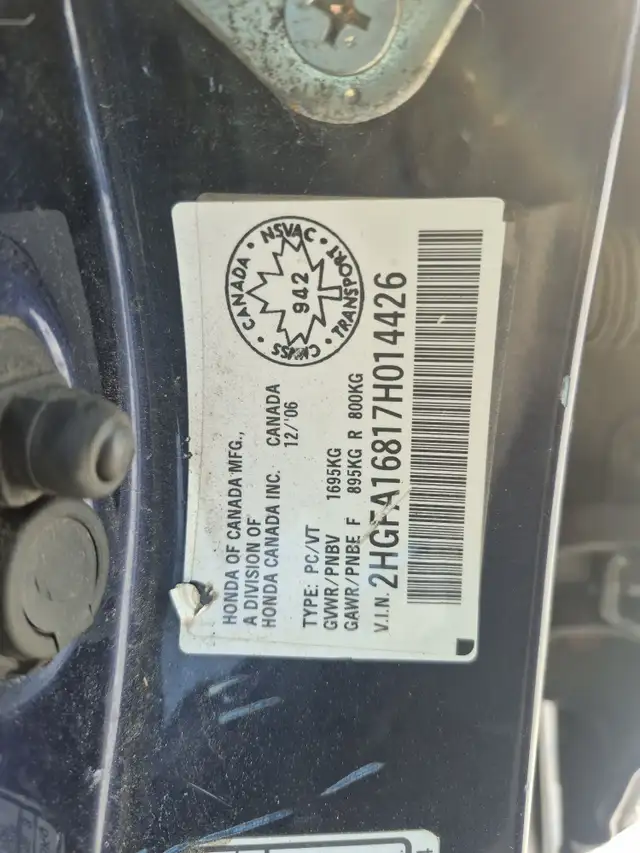 CANADA • NSVAC • TRANSPORT • CMVSS •
942
HONDA OF CANADA MFG.,
A DIVISION OF
HONDA CANADA INC. CANADA
12/'06
TYPE: PC/VT
GVWR/PNBV 1695KG
GAWR/PNBE F 895KG R 800KG
V.I.N. 2HGFA16817H014426